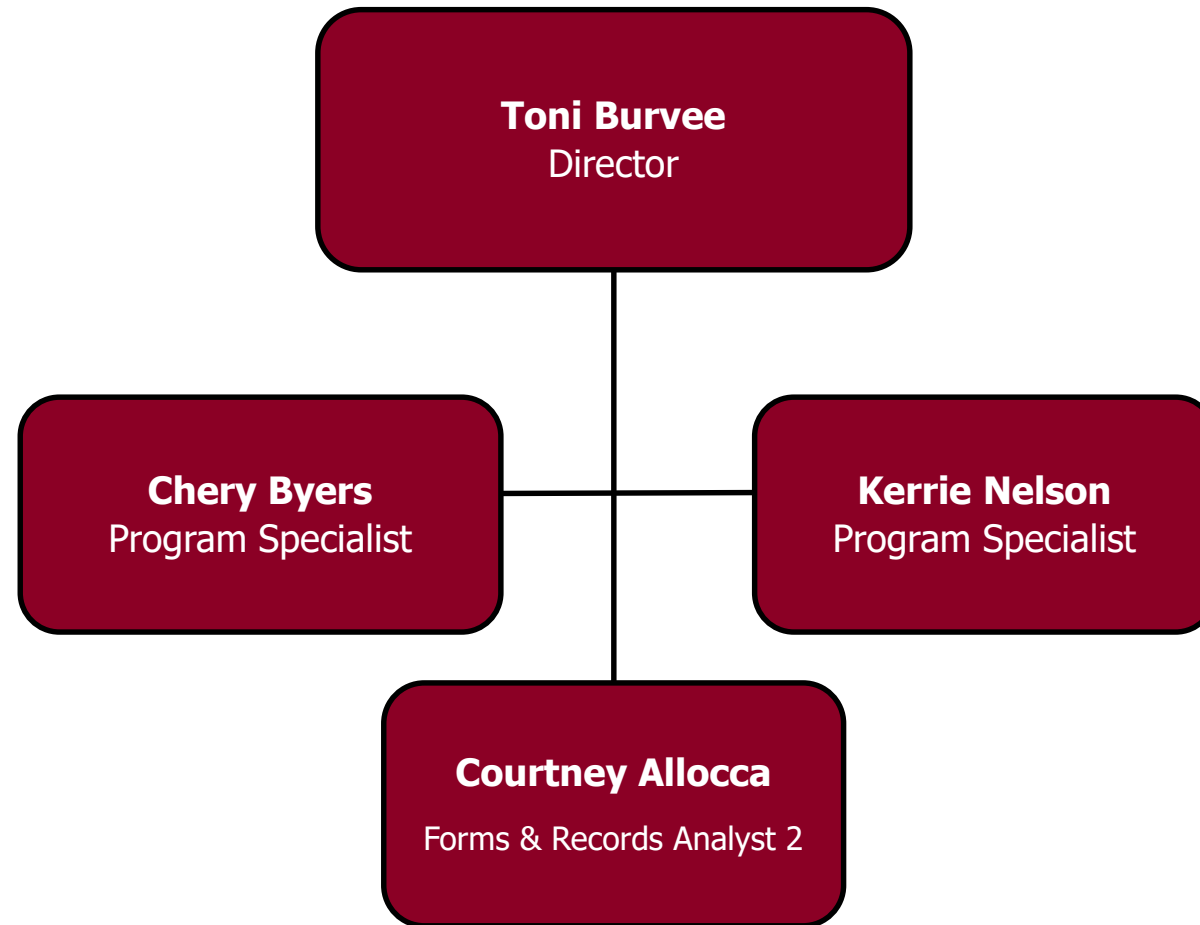 Toni Burvee
Director
Chery Byers
Program Specialist
Kerrie Nelson
Program Specialist
Courtney Allocca
Forms & Records Analyst 2